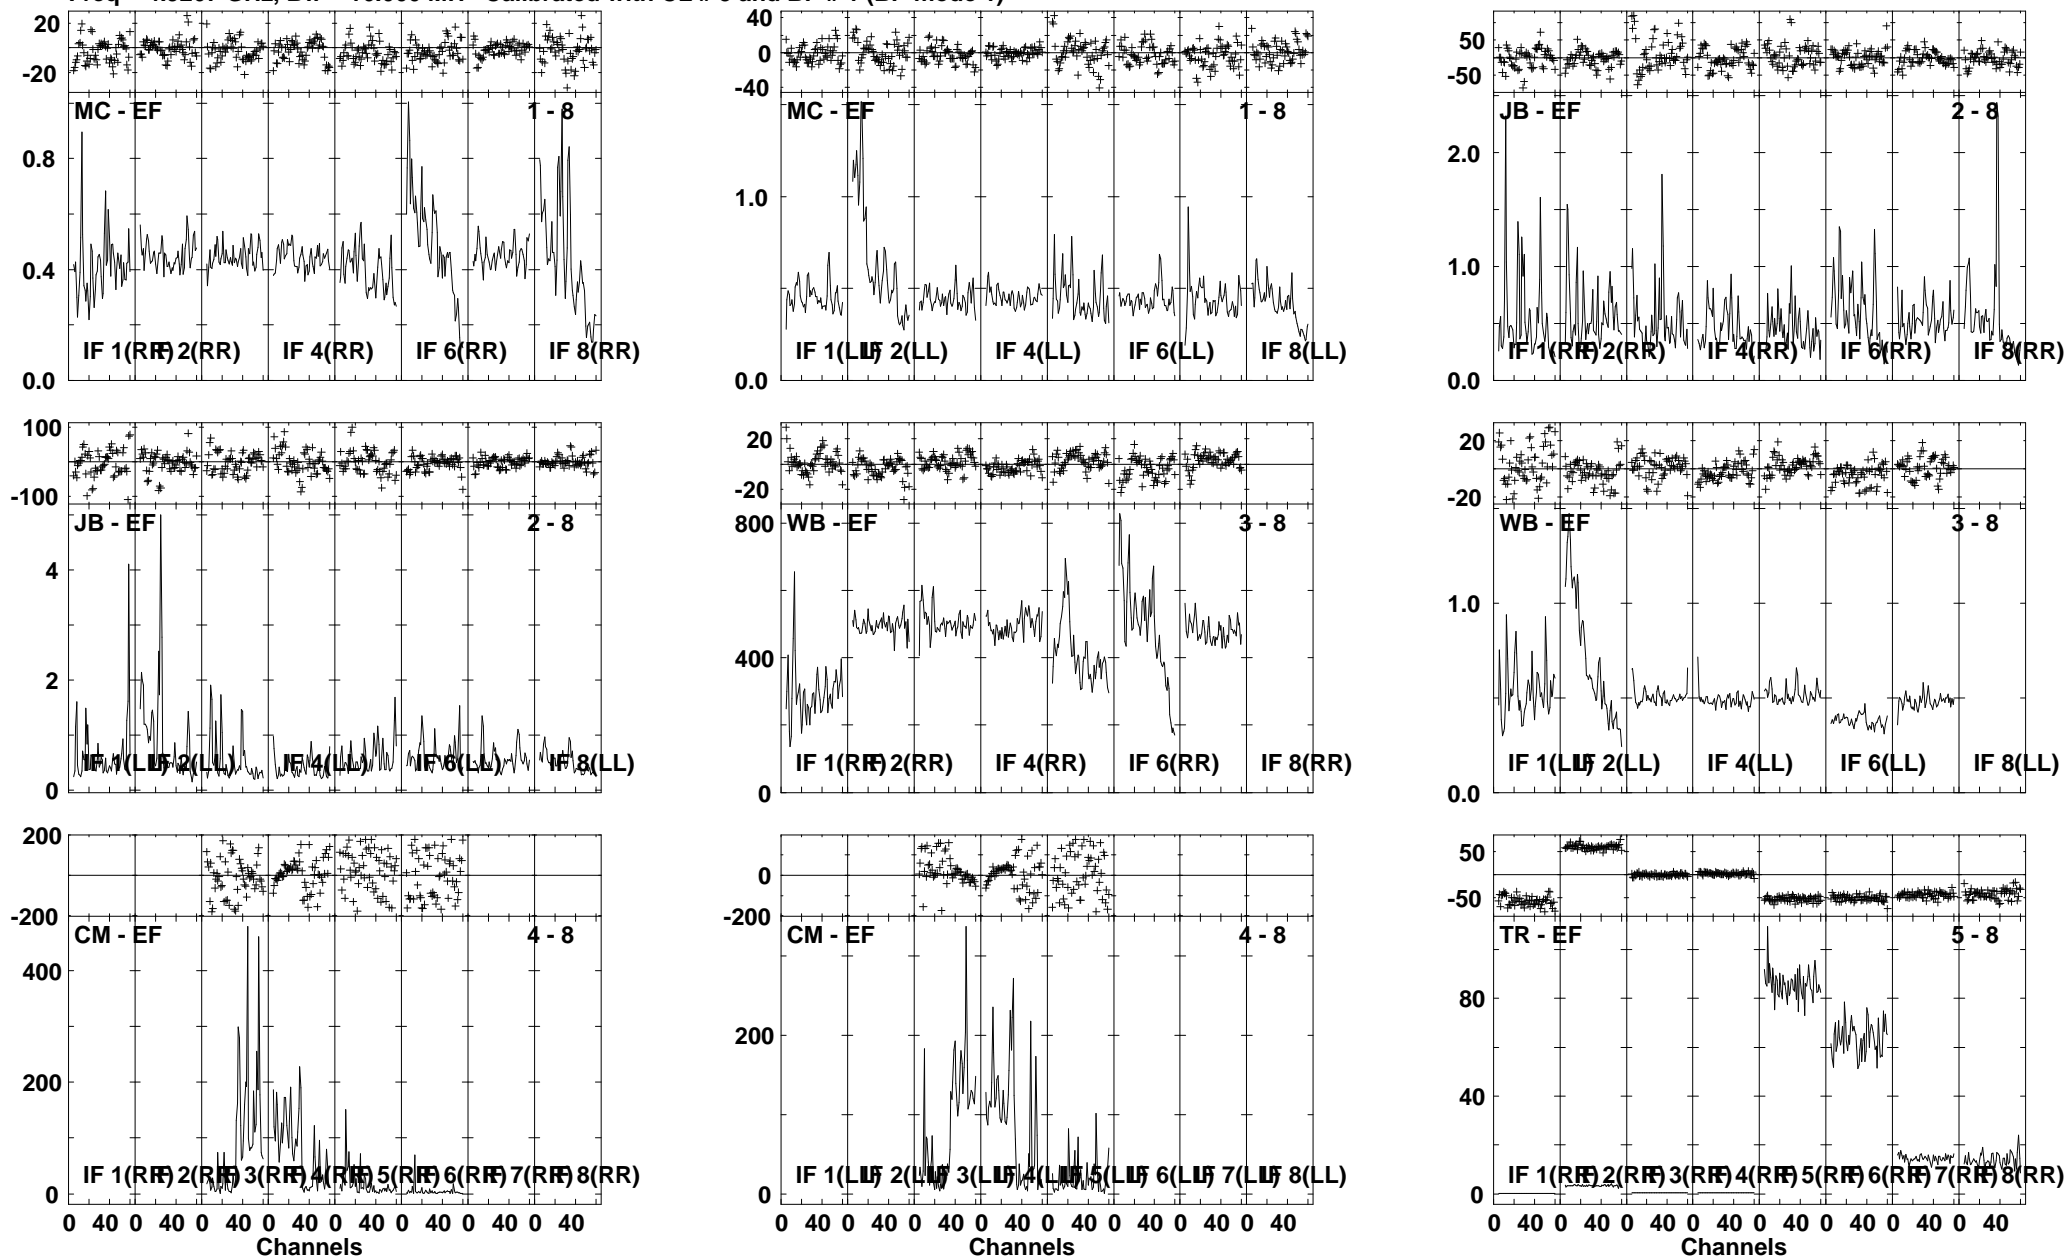 Freq = GHz, Bw = 16.000 MH Calibrated with CL # and BP # (BP mode 1)
20
-20
MC - EF 1 - 8
0.8
0.4
IF 1(RR) IF 2(RR) IF 4(RR) IF 6(RR) IF 8(RR)
0.0
40
0
-40
MC - EF 1 - 8
1.0
IF 1(LL) IF 2(LL) IF 4(LL) IF 6(LL) IF 8(LL)
0.0
50
-50
JB - EF 2 - 8
2.0
1.0
IF 1(RR) IF 2(RR) IF 4(RR) IF 6(RR) IF 8(RR)
0.0
100
-100
JB - EF 2 - 8
4
2
IF 1(LL) IF 2(LL) IF 4(LL) IF 6(LL) IF 8(LL)
0
20
-20
WB - EF 3 - 8
800
400
IF 1(RR) IF 2(RR) IF 4(RR) IF 6(RR) IF 8(RR)
0
20
-20
WB - EF 3 - 8
1.0
IF 1(LL) IF 2(LL) IF 4(LL) IF 6(LL) IF 8(LL)
0.0
200
-200
CM - EF 4 - 8
400
200
IF 1(RR) IF 2(RR) IF 3(RR) IF 4(RR) IF 5(RR) IF 6(RR) IF 7(RR) IF 8(RR)
0
0 40 0 40 0 40 0 40 0 40 0 40 0 40 0 40
Channels
0
-200
CM - EF 4 - 8
200
IF 1(LL) IF 2(LL) IF 3(LL) IF 4(LL) IF 5(LL) IF 6(LL) IF 7(LL) IF 8(LL)
0
0 40 0 40 0 40 0 40 0 40 0 40 0 40 0 40
Channels
50
-50
TR - EF 5 - 8
80
40
IF 1(RR) IF 2(RR) IF 3(RR) IF 4(RR) IF 5(RR) IF 6(RR) IF 7(RR) IF 8(RR)
0
0 40 0 40 0 40 0 40 0 40 0 40 0 40 0 40
Channels